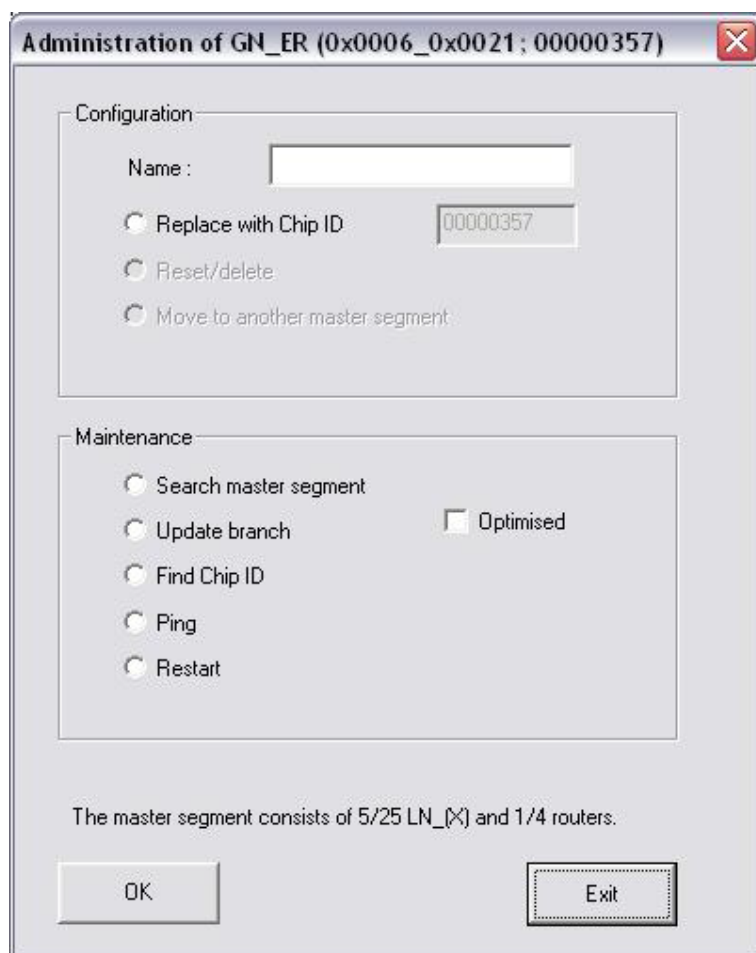 Administration of GN_ER (0x0006_0x0021; 00000357)
Configuration
Name :
Replace with Chip ID 00000357
Reset/delete
Move to another master segment
Maintenance
Search master segment
Update branch Optimised
Find Chip ID
Ping
Restart
The master segment consists of 5/25 LN_(X) and 1/4 routers.
OK Exit